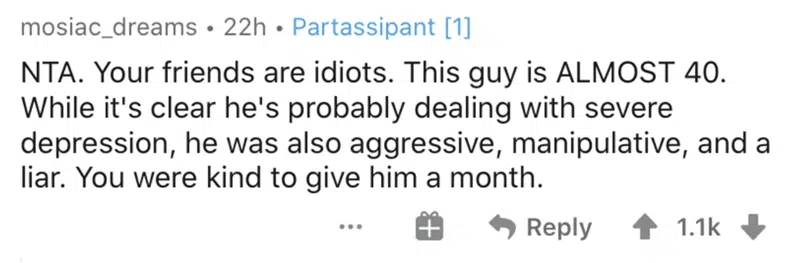 mosiac_dreams • 22h • Partassipant [1]
NTA. Your friends are idiots. This guy is ALMOST 40.
While it's clear he's probably dealing with severe
depression, he was also aggressive, manipulative, and a
liar. You were kind to give him a month.
Reply 1.1k